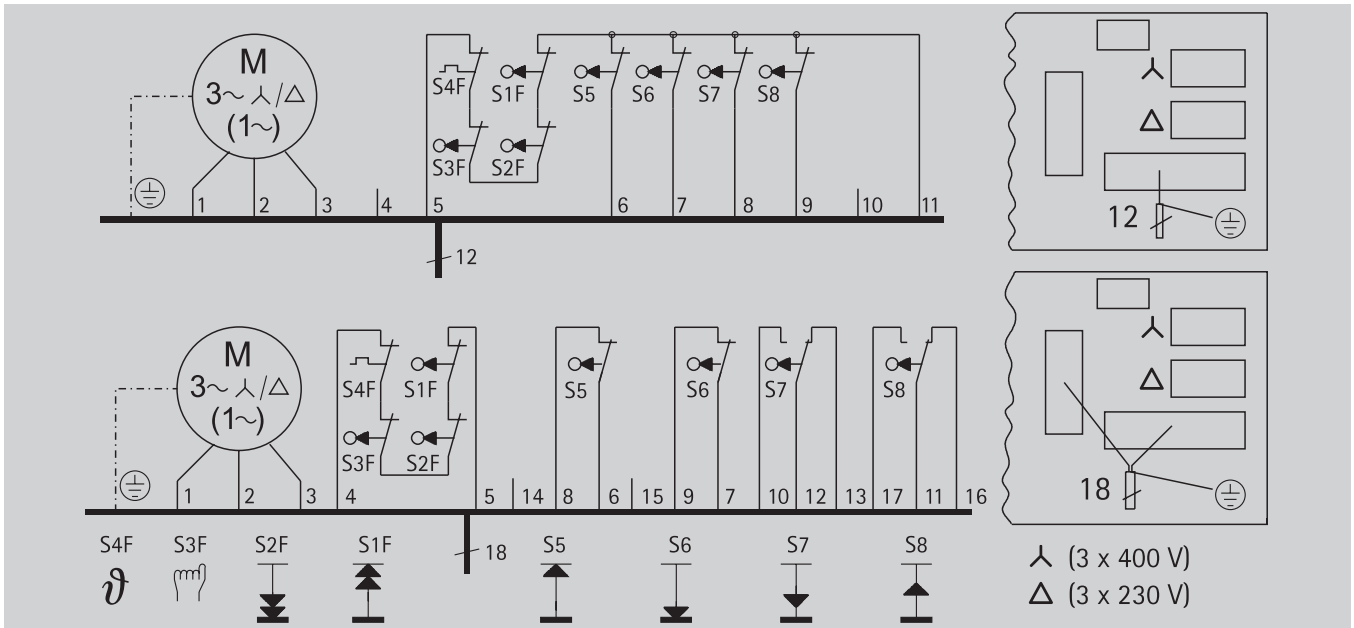 M
3~ ⅄/△
(1~)
S4F S1F S5 S6 S7 S8
S3F S2F
1 2 3 4 5 6 7 8 9 10 11
12
12
M
3~ ⅄/△
(1~)
S4F S1F S5 S6 S7 S8
S3F S2F
1 2 3 4 5 14 8 6 15 9 7 10 12 13 17 11 16
18
18
S4F S3F S2F S1F S5 S6 S7 S8
ϑ
⅄ (3 x 400 V)
△ (3 x 230 V)